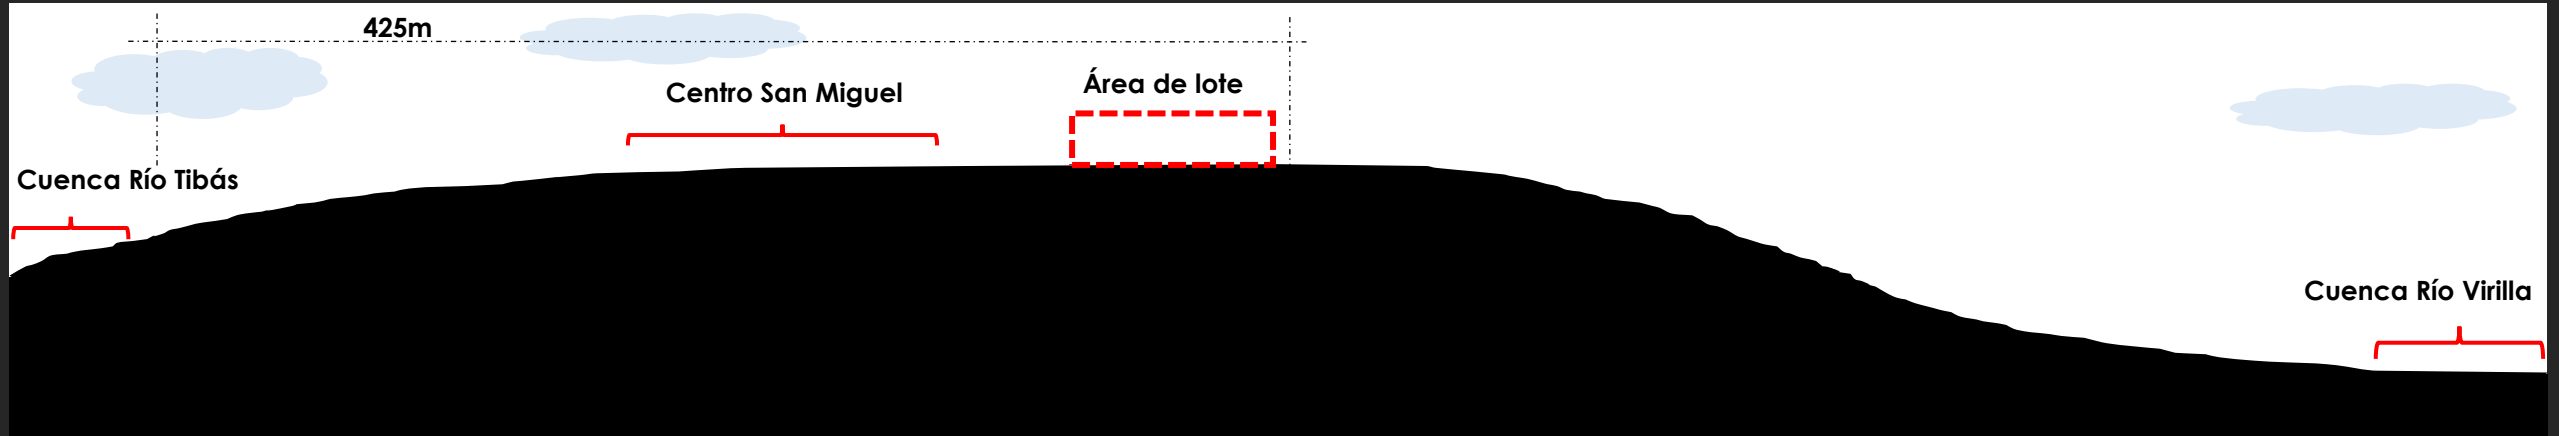 425m
Centro San Miguel
Área de lote
Cuenca Río Tibás
Cuenca Río Virilla